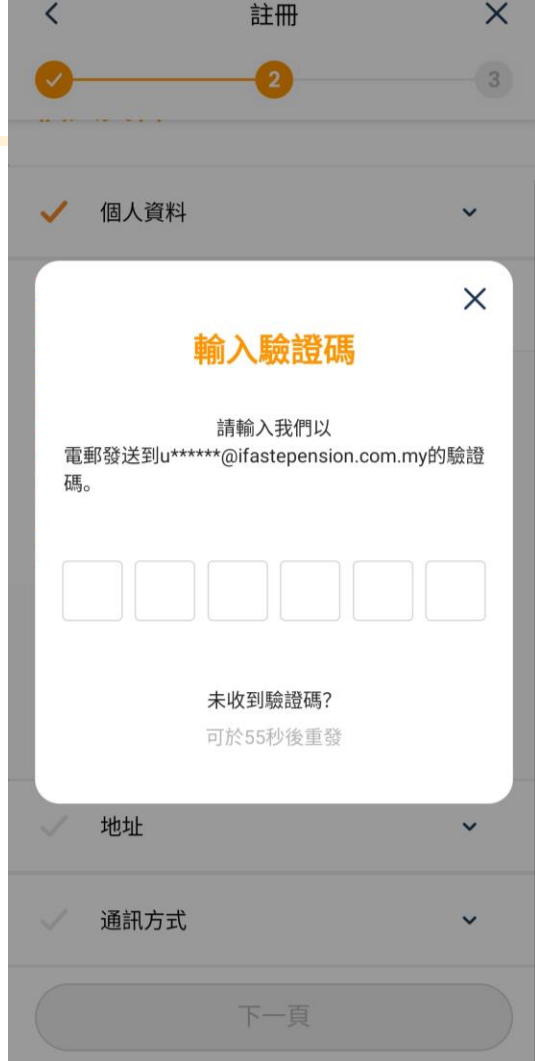 註冊
2
3
個人資料
輸入驗證碼
請輸入我們以
電郵發送到u******@ifastepension.com.my的驗證
碼。
未收到驗證碼?
可於55秒後重發
地址
通訊方式
下一頁